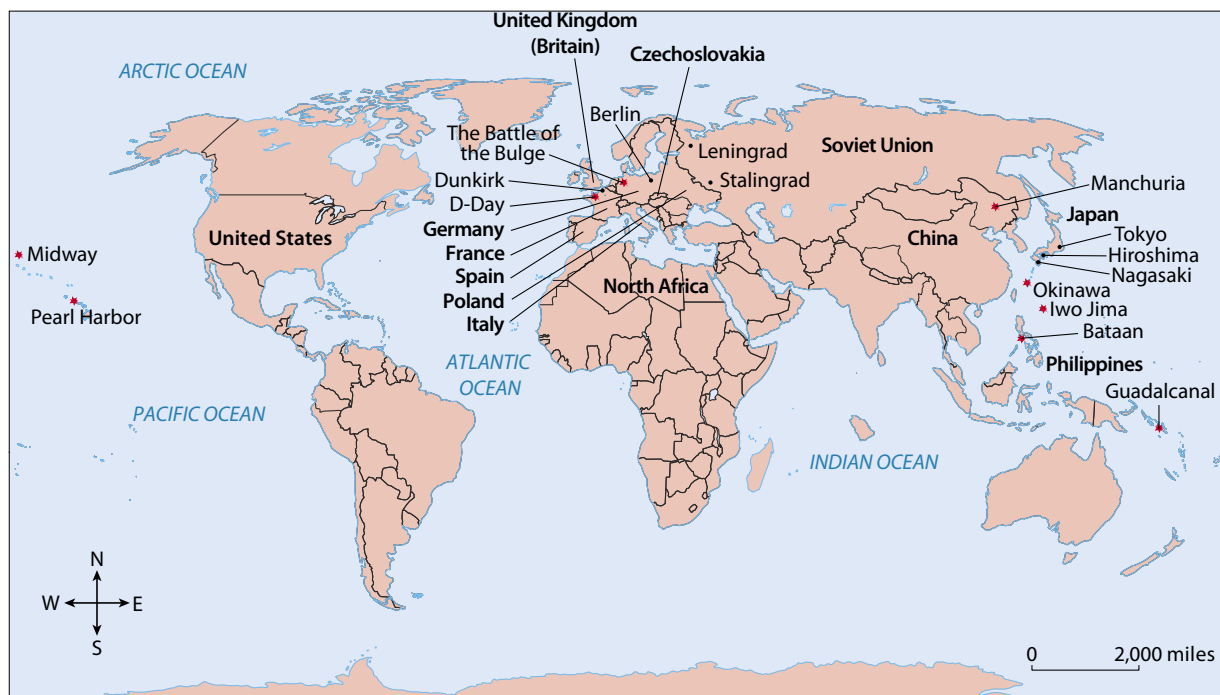 United Kingdom
(Britain)
Czechoslovakia
ARCTIC OCEAN
Berlin
The Battle of
the Bulge
Leningrad
Soviet Union
Dunkirk
Stalingrad
Manchuria
D-Day
Germany
United States
Japan
China
Tokyo
France
Midway
Hiroshima
Spain
Nagasaki
North Africa
Okinawa
Poland
Iwo Jima
Pearl Harbor
Italy
Bataan
ATLANTIC
OCEAN
Philippines
Guadalcanal
PACIFIC OCEAN
INDIAN OCEAN
N
W
E
S
0
2,000 miles